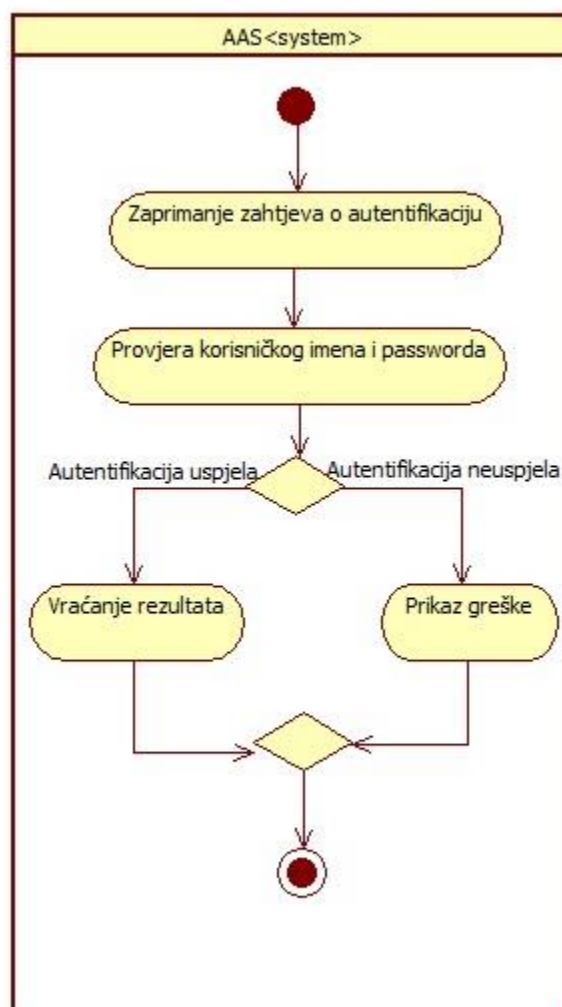 AAS<system>
Zaprimanje zahtjeva o autentifikaciju
Provjera korisničkog imena i passworda
Autentifikacija uspjela
Autentifikacija neuspjela
Vraćanje rezultata
Prikaz greške